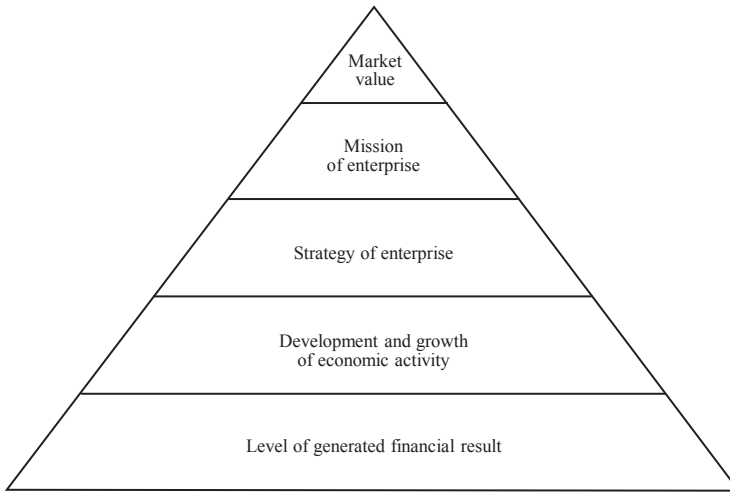 Market
value
Mission
of enterprise
Strategy of enterprise
Development and growth
of economic activity
Level of generated financial result